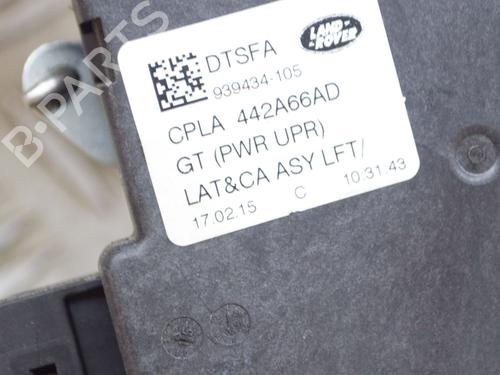 DTSFA
LAND-
ROVER
939434-105
CPLA 442A66AD
GT (PWR UPR)
LAT&CA ASY LFT/
17.02.15 C 10:31:43
B-PARTS